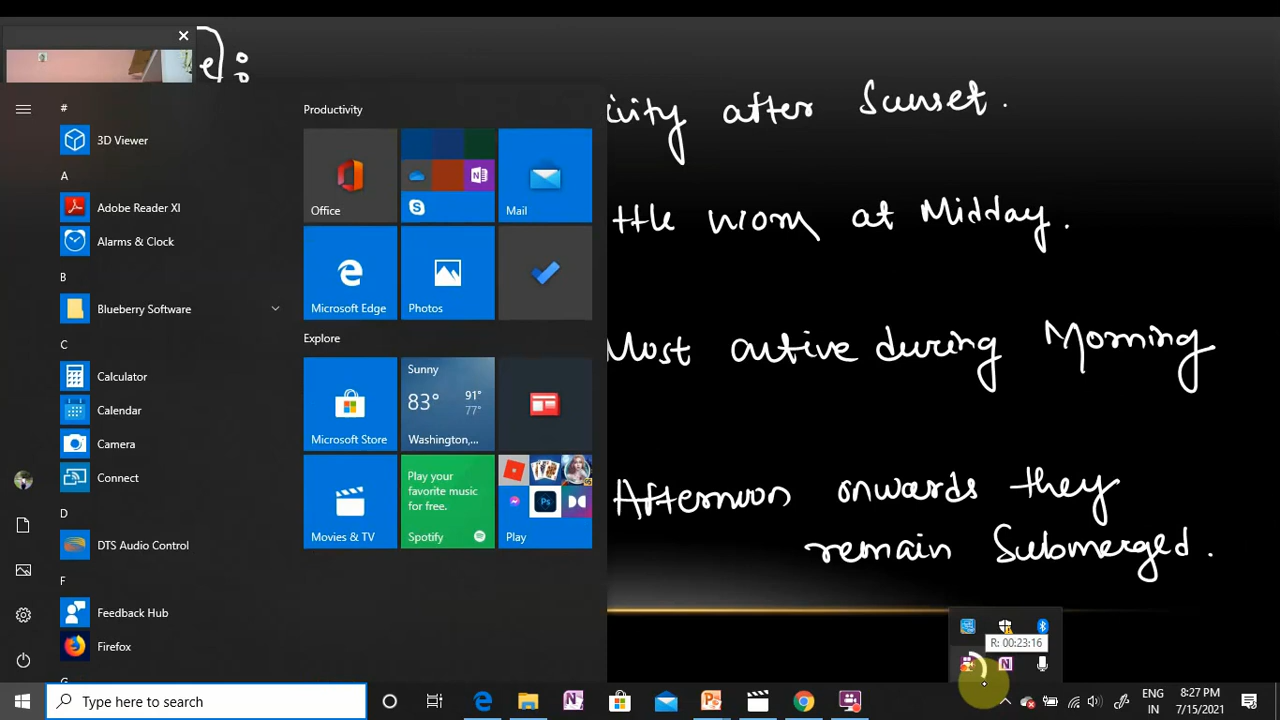 e):
ivity after Sunset.
ttle work at Midday.
Most active during Morning
Afternoon onwards they
remain Submerged.
#
3D Viewer
A
Adobe Reader XI
Alarms & Clock
B
Blueberry Software
C
Calculator
Calendar
Camera
Connect
D
DTS Audio Control
F
Feedback Hub
Firefox
Productivity
Office
Mail
Microsoft Edge
Photos
Explore
Microsoft Store
Sunny
83° 91°
77°
Washington,...
Movies & TV
Play your
favorite music
for free.
Spotify
Play
R: 00:23:16
Type here to search
ENG
IN
8:27 PM
7/15/2021